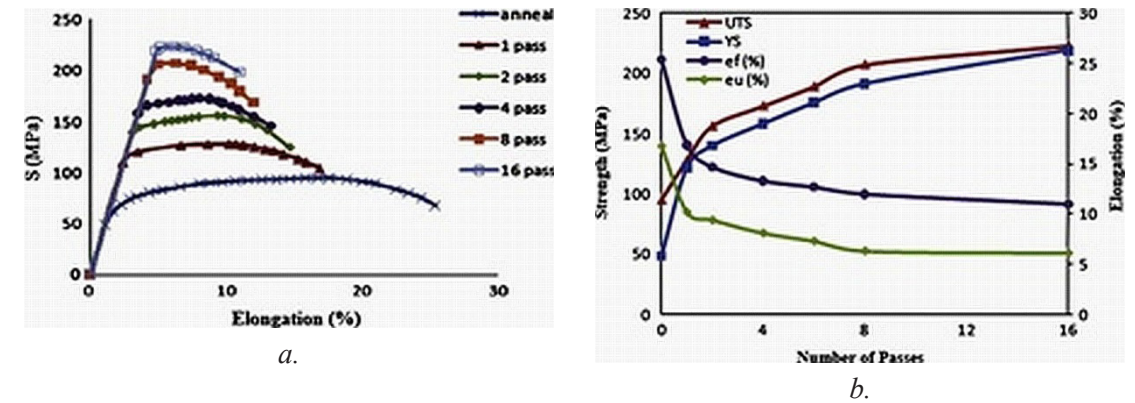 250
200
150
100
50
0
S (MPa)
0 10 20 30
Elongation (%)
anneal
1 pass
2 pass
4 pass
8 pass
16 pass
a.
250
200
150
100
50
0
Strength (MPa)
UTS
YS
ef (%)
eu (%)
30
25
20
15
10
5
0
Elongation (%)
0 4 8 12 16
Number of Passes
b.